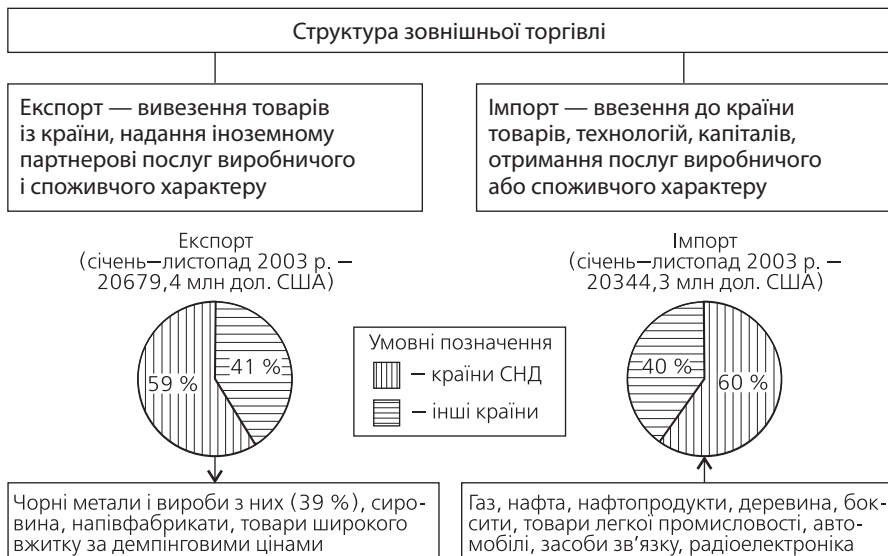 Структура зовнішньої торгівлі
Експорт — вивезення товарів
із країни, надання іноземному
партнерові послуг виробничого
і споживчого характеру
Імпорт — ввезення до країни
товарів, технологій, капіталів,
отримання послуг виробничого
або споживчого характеру
Експорт
(січень—листопад 2003 р. —
20679,4 млн дол. США)
59 %
41 %
Умовні позначення
— країни СНД
— інші країни
Імпорт
(січень—листопад 2003 р. —
20344,3 млн дол. США)
40 %
60 %
Чорні метали і вироби з них (39 %), сиро-
вина, напівфабрикати, товари широкого
вжитку за демпінговими цінами
Газ, нафта, нафтопродукти, деревина, бок-
сити, товари легкої промисловості, авто-
мобілі, засоби зв’язку, радіоелектроніка